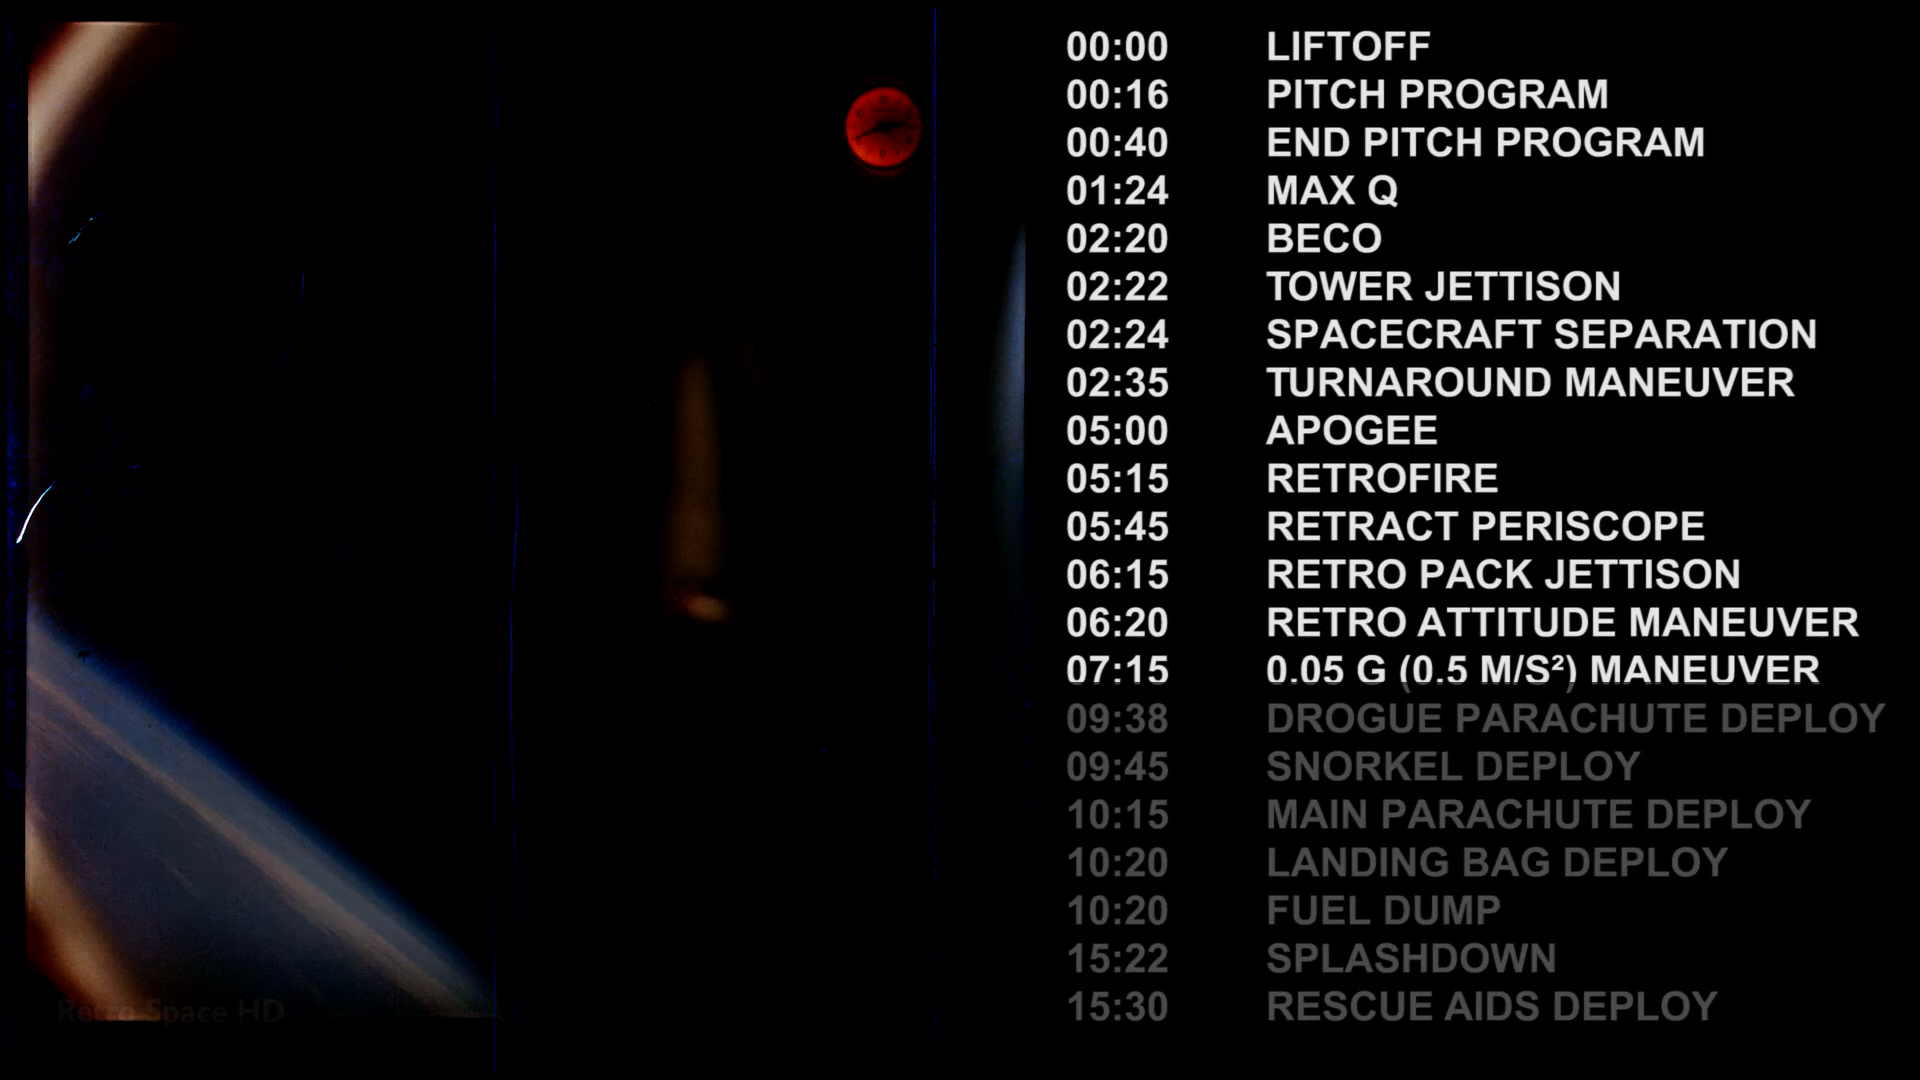 00:00 LIFTOFF
00:16 PITCH PROGRAM
00:40 END PITCH PROGRAM
01:24 MAX Q
02:20 BECO
02:22 TOWER JETTISON
02:24 SPACECRAFT SEPARATION
02:35 TURNAROUND MANEUVER
05:00 APOGEE
05:15 RETROFIRE
05:45 RETRACT PERISCOPE
06:15 RETRO PACK JETTISON
06:20 RETRO ATTITUDE MANEUVER
07:15 0.05 G (0.5 M/S²) MANEUVER
09:38 DROGUE PARACHUTE DEPLOY
09:45 SNORKEL DEPLOY
10:15 MAIN PARACHUTE DEPLOY
10:20 LANDING BAG DEPLOY
10:20 FUEL DUMP
15:22 SPLASHDOWN
15:30 RESCUE AIDS DEPLOY
Retro Space HD